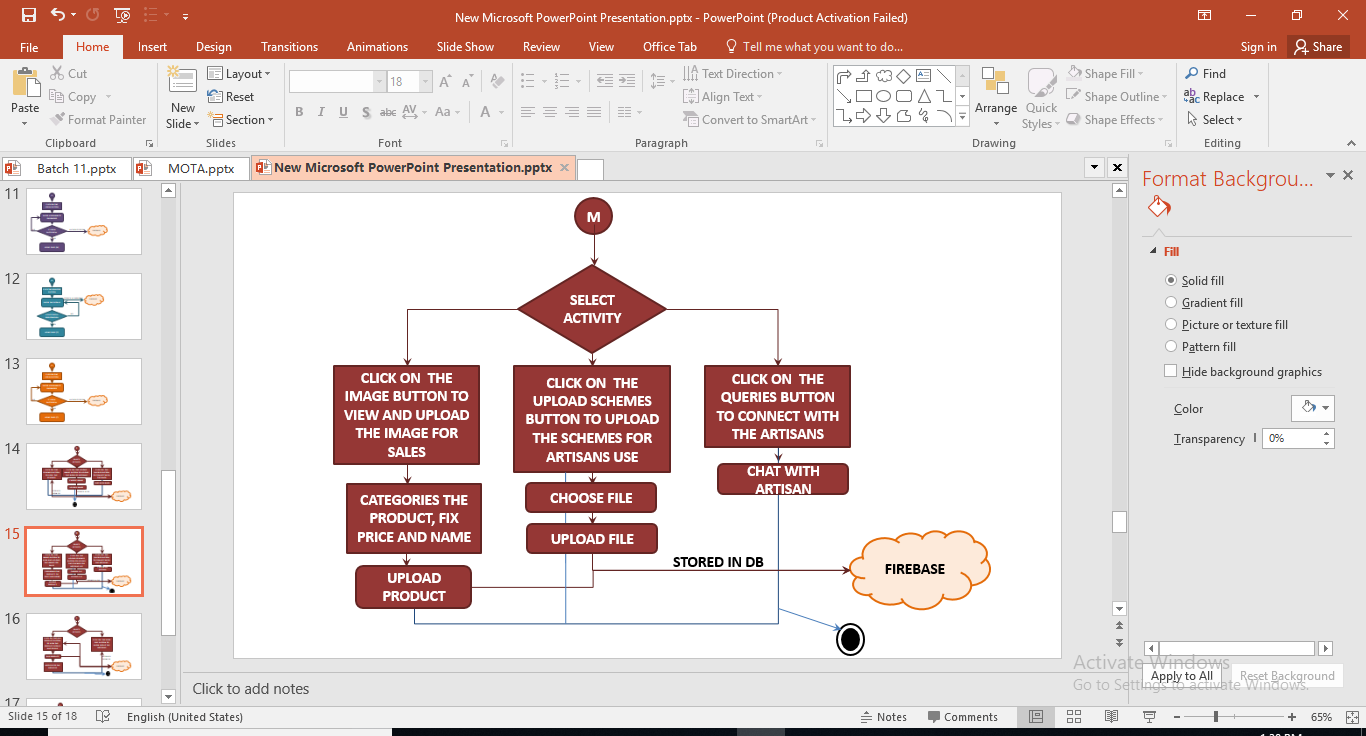 New Microsoft PowerPoint Presentation.pptx - PowerPoint (Product Activation Failed)
File Home Insert Design Transitions Animations Slide Show Review View Office Tab Tell me what you want to do... Sign in Share
Paste
Cut
Copy
Format Painter
Clipboard
New
Slide
Layout
Reset
Section
Slides
18
B I U S abc AV Aa A
Font
Text Direction
Align Text
Convert to SmartArt
Paragraph
Arrange
Quick
Styles
Shape Fill
Shape Outline
Shape Effects
Drawing
Find
Replace
Select
Editing
Batch 11.pptx MOTA.pptx New Microsoft PowerPoint Presentation.pptx
11
12
13
14
15
16
17
M
SELECT
ACTIVITY
CLICK ON THE
IMAGE BUTTON TO
VIEW AND UPLOAD
THE IMAGE FOR
SALES
CLICK ON THE
UPLOAD SCHEMES
BUTTON TO UPLOAD
THE SCHEMES FOR
ARTISANS USE
CLICK ON THE
QUERIES BUTTON
TO CONNECT WITH
THE ARTISANS
CATEGORIES THE
PRODUCT, FIX
PRICE AND NAME
CHOOSE FILE
CHAT WITH
ARTISAN
UPLOAD FILE
UPLOAD
PRODUCT
STORED IN DB
FIREBASE
Format Backgrou...
Fill
Solid fill
Gradient fill
Picture or texture fill
Pattern fill
Hide background graphics
Color
Transparency 0%
Apply to All Reset Background
Activate Windows
Go to Settings to activate Windows.
Click to add notes
Slide 15 of 18 English (United States) Notes Comments 65%